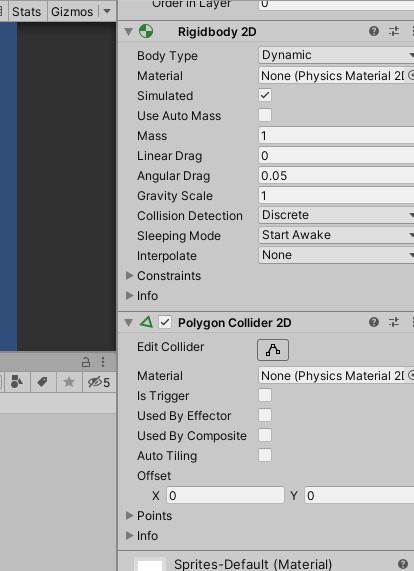 Stats Gizmos
Order in Layer 0
Rigidbody 2D
Body Type Dynamic
Material None (Physics Material 2D
Simulated
Use Auto Mass
Mass 1
Linear Drag 0
Angular Drag 0.05
Gravity Scale 1
Collision Detection Discrete
Sleeping Mode Start Awake
Interpolate None
Constraints
Info
Polygon Collider 2D
Edit Collider
Material None (Physics Material 2D
Is Trigger
5
Used By Effector
Used By Composite
Auto Tiling
Offset
X 0 Y 0
Points
Info
Sprites-Default (Material)